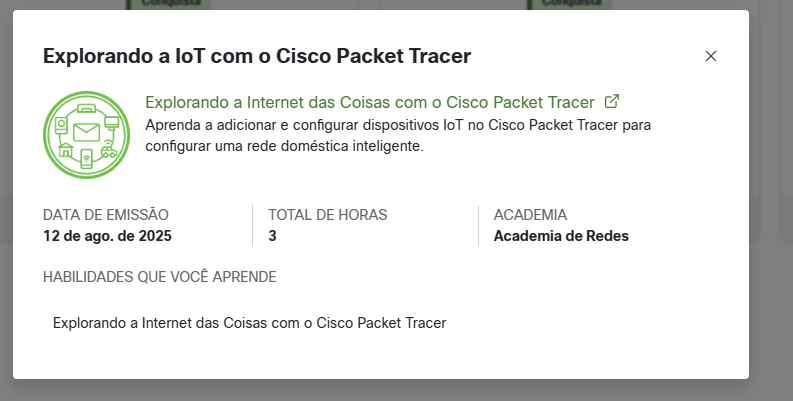 Conquista
Conquista
Explorando a IoT com o Cisco Packet Tracer
Explorando a Internet das Coisas com o Cisco Packet Tracer
Aprenda a adicionar e configurar dispositivos IoT no Cisco Packet Tracer para
configurar uma rede doméstica inteligente.
DATA DE EMISSÃO
12 de ago. de 2025
TOTAL DE HORAS
3
ACADEMIA
Academia de Redes
HABILIDADES QUE VOCÊ APRENDE
Explorando a Internet das Coisas com o Cisco Packet Tracer